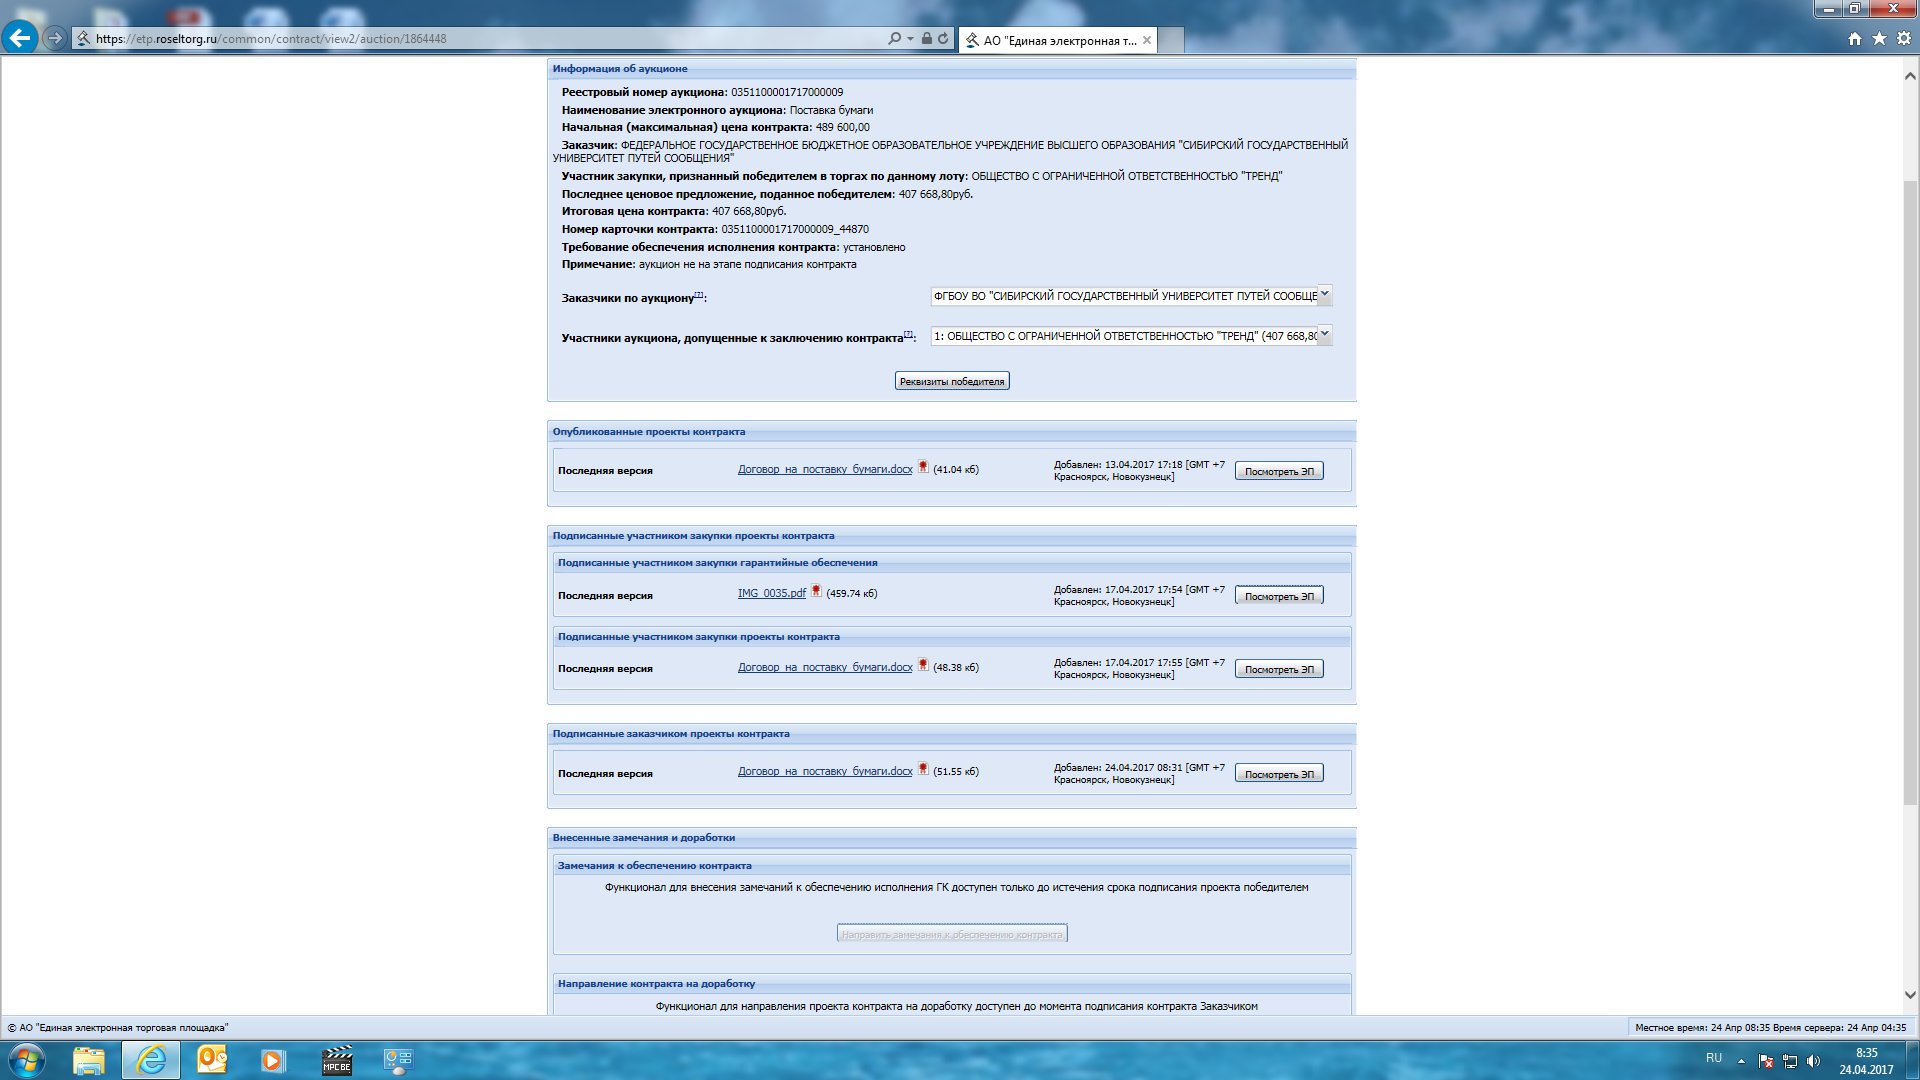 https://etp.roseltorg.ru/common/contract/view2/auction/1864448
АО "Единая электронная т...
Информация об аукционе
Реестровый номер аукциона: 0351100001717000009
Наименование электронного аукциона: Поставка бумаги
Начальная (максимальная) цена контракта: 489 600,00
Заказчик: ФЕДЕРАЛЬНОЕ ГОСУДАРСТВЕННОЕ БЮДЖЕТНОЕ ОБРАЗОВАТЕЛЬНОЕ УЧРЕЖДЕНИЕ ВЫСШЕГО ОБРАЗОВАНИЯ "СИБИРСКИЙ ГОСУДАРСТВЕННЫЙ
УНИВЕРСИТЕТ ПУТЕЙ СООБЩЕНИЯ"
Участник закупки, признанный победителем в торгах по данному лоту: ОБЩЕСТВО С ОГРАНИЧЕННОЙ ОТВЕТСТВЕННОСТЬЮ "ТРЕНД"
Последнее ценовое предложение, поданное победителем: 407 668,80руб.
Итоговая цена контракта: 407 668,80руб.
Номер карточки контракта: 0351100001717000009_44870
Требование обеспечения исполнения контракта: установлено
Примечание: аукцион не на этапе подписания контракта
Заказчики по аукциону[?]: ФГБОУ ВО "СИБИРСКИЙ ГОСУДАРСТВЕННЫЙ УНИВЕРСИТЕТ ПУТЕЙ СООБЩЕ
Участники аукциона, допущенные к заключению контракта[?]: 1: ОБЩЕСТВО С ОГРАНИЧЕННОЙ ОТВЕТСТВЕННОСТЬЮ "ТРЕНД" (407 668,80
Реквизиты победителя
Опубликованные проекты контракта
Последняя версия Договор_на_поставку_бумаги.docx (41.04 кб) Добавлен: 13.04.2017 17:18 [GMT +7 Посмотреть ЭП
Красноярск, Новокузнецк]
Подписанные участником закупки проекты контракта
Подписанные участником закупки гарантийные обеспечения
Последняя версия IMG_0035.pdf (459.74 кб) Добавлен: 17.04.2017 17:54 [GMT +7 Посмотреть ЭП
Красноярск, Новокузнецк]
Подписанные участником закупки проекты контракта
Последняя версия Договор_на_поставку_бумаги.docx (48.38 кб) Добавлен: 17.04.2017 17:55 [GMT +7 Посмотреть ЭП
Красноярск, Новокузнецк]
Подписанные заказчиком проекты контракта
Последняя версия Договор_на_поставку_бумаги.docx (51.55 кб) Добавлен: 24.04.2017 08:31 [GMT +7 Посмотреть ЭП
Красноярск, Новокузнецк]
Внесенные замечания и доработки
Замечания к обеспечению контракта
Функционал для внесения замечаний к обеспечению исполнения ГК доступен только до истечения срока подписания проекта победителем
Направить замечания к обеспечению контракта
Направление контракта на доработку
Функционал для направления проекта контракта на доработку доступен до момента подписания контракта Заказчиком
© АО "Единая электронная торговая площадка" Местное время: 24 Апр 08:35 Время сервера: 24 Апр 04:35
MPC BE
RU 8:35
24.04.2017